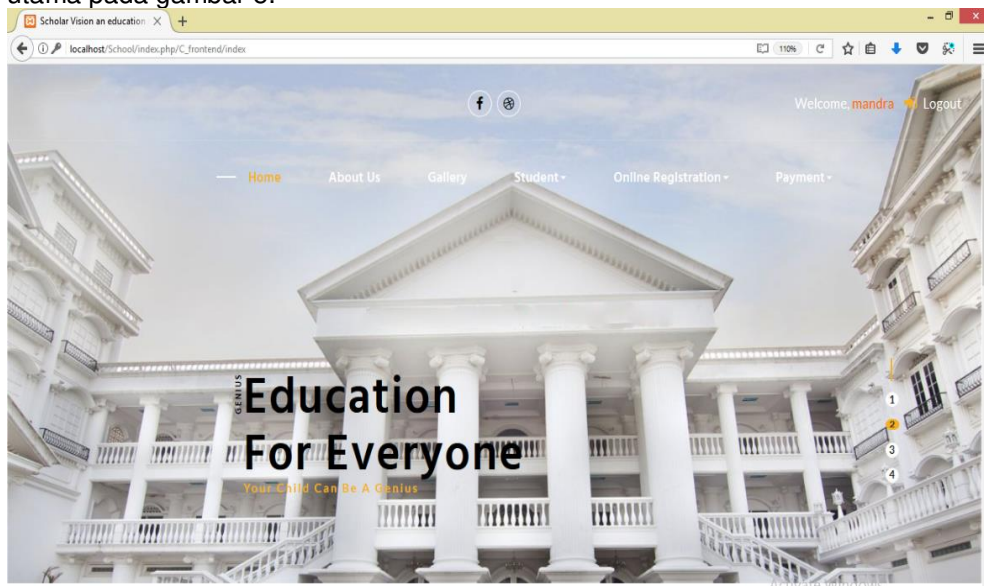 utama pada gambar 8.
Scholar Vision an education
localhost/School/index.php/C_frontend/index
110%
Welcome, mandra Logout
Home About Us Gallery Student Online Registration Payment
GENIUS
Education
For Everyone
Your Child Can Be A Genius
1
2
3
4